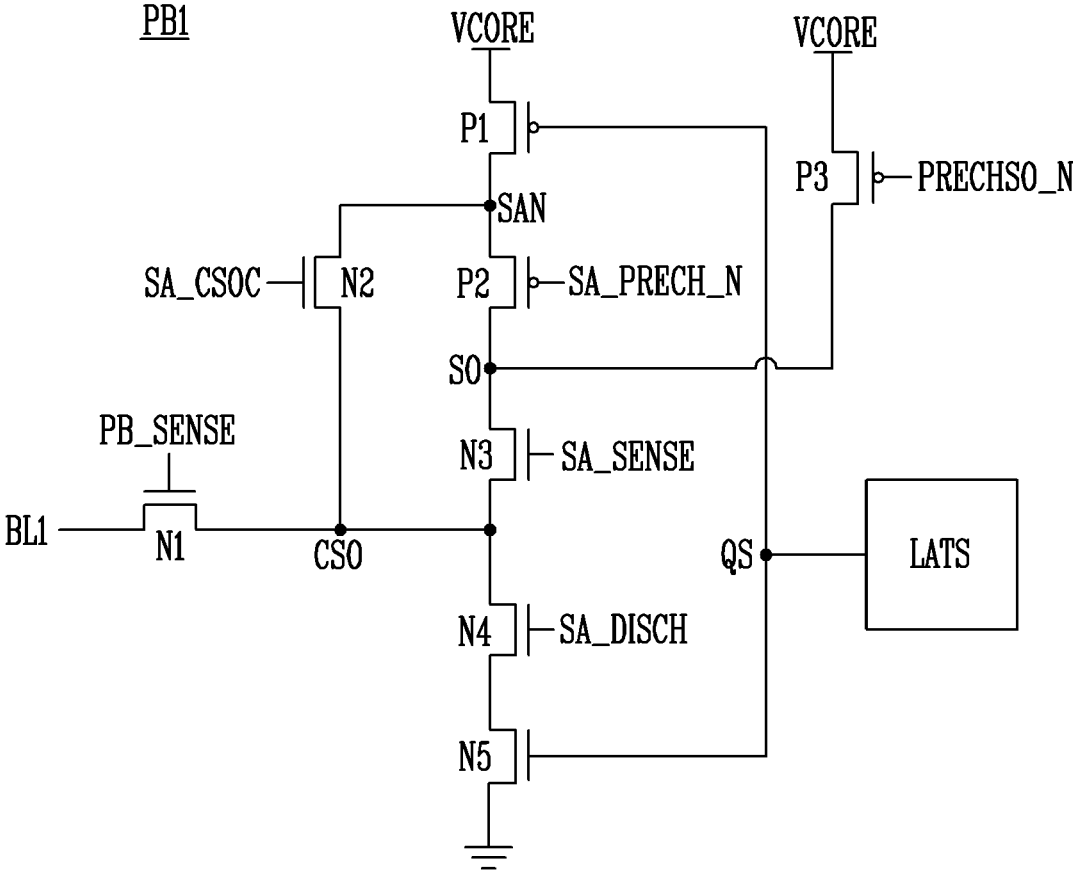 PB1
VCORE
VCORE
P1
P3
PRECHSO_N
SAN
SA_CSOC
N2
P2
SA_PRECH_N
SO
PB_SENSE
N3
SA_SENSE
BL1
N1
CSO
QS
LATS
N4
SA_DISCH
N5